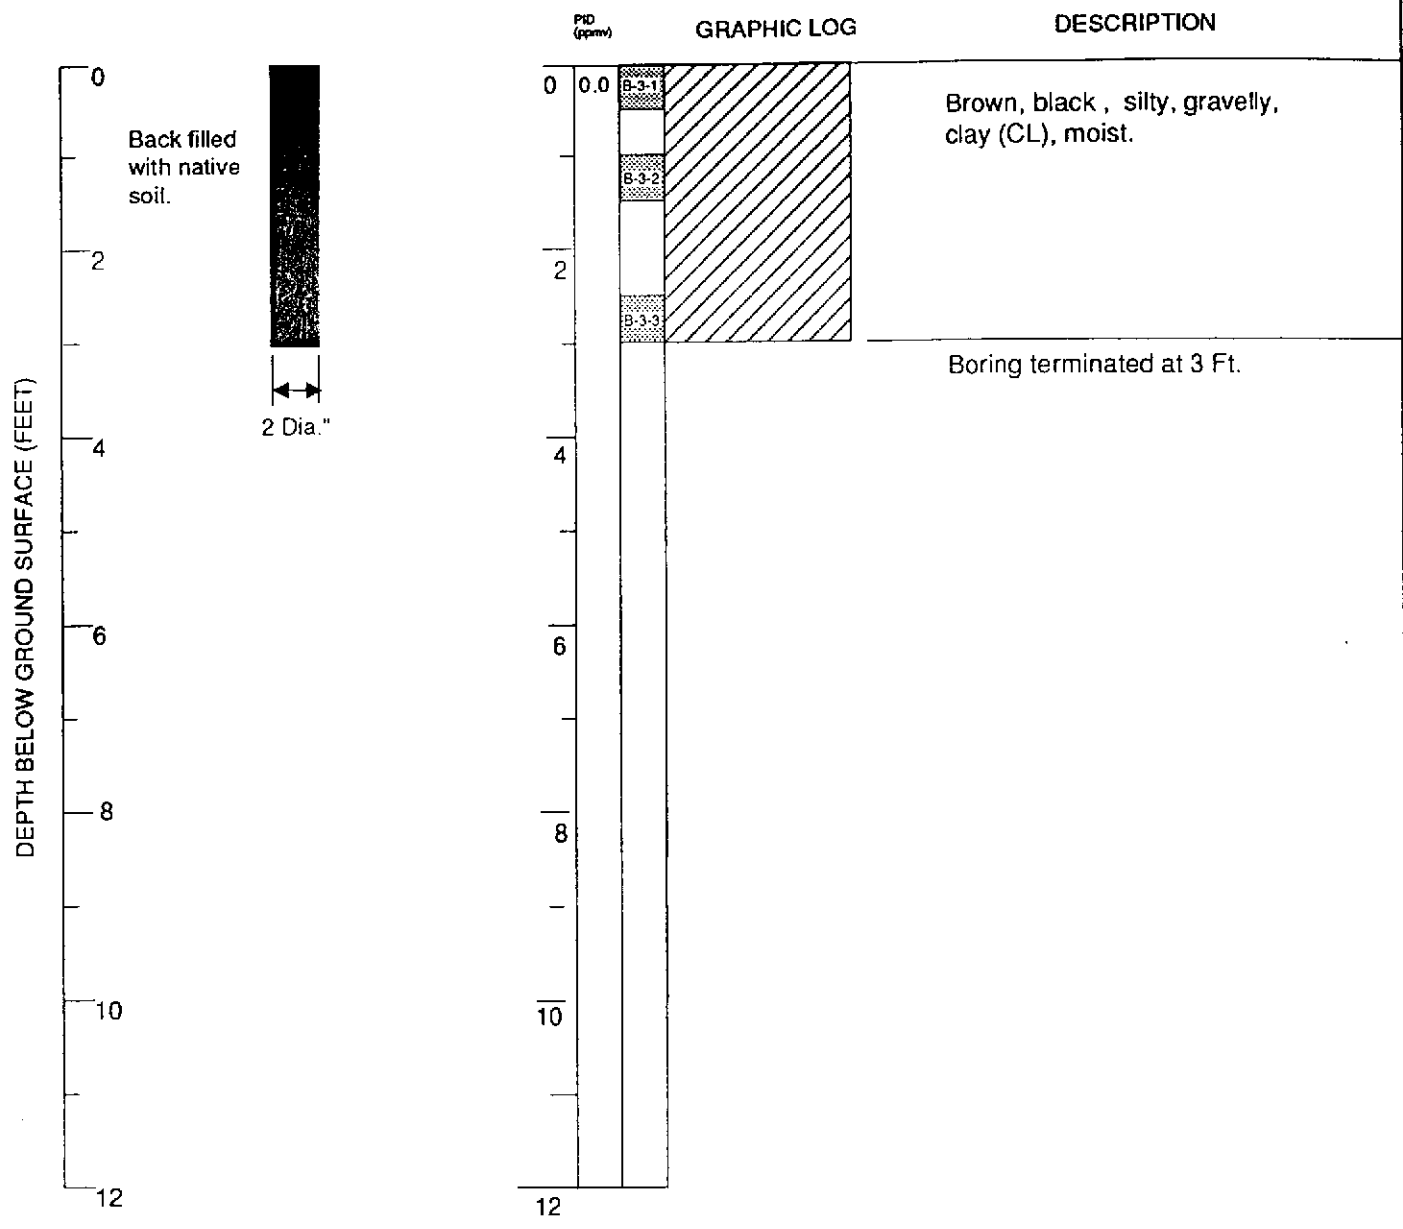 PID
(ppmv)
GRAPHIC LOG
DESCRIPTION
0
Back filled
with native
soil.
2
2 Dia."
4
6
8
10
12
DEPTH BELOW GROUND SURFACE (FEET)
0
0.0
B-3-1
B-3-2
2
B-3-3
4
6
8
10
12
Brown, black , silty, gravelly,
clay (CL), moist.
Boring terminated at 3 Ft.